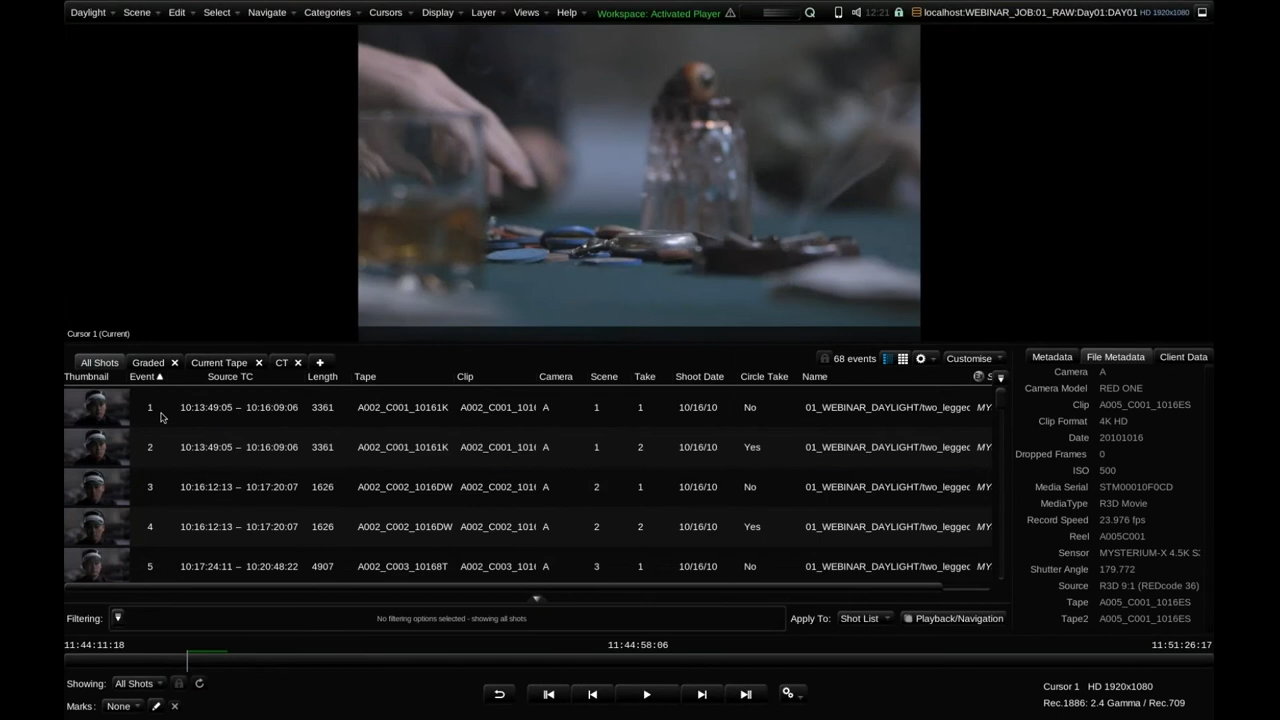 Daylight Scene Edit Select Navigate Categories Cursors Display Layer Views Help Workspace: Activated Player 12:21 localhost:WEBINAR_JOB:01_RAW:Day01:DAY01 HD 1920x1080
Cursor 1 (Current)
All Shots Graded Current Tape CT 68 events Customise Metadata File Metadata Client Data
Thumbnail Event Source TC Length Tape Clip Camera Scene Take Shoot Date Circle Take Name S
1 10:13:49:05 – 10:16:09:06 3361 A002_C001_10161K A002_C001_101 A 1 1 10/16/10 No 01_WEBINAR_DAYLIGHT/two_legged MY
2 10:13:49:05 – 10:16:09:06 3361 A002_C001_10161K A002_C001_101 A 1 2 10/16/10 Yes 01_WEBINAR_DAYLIGHT/two_legged MY
3 10:16:12:13 – 10:17:20:07 1626 A002_C002_1016DW A002_C002_101 A 2 1 10/16/10 No 01_WEBINAR_DAYLIGHT/two_legged MY
4 10:16:12:13 – 10:17:20:07 1626 A002_C002_1016DW A002_C002_101 A 2 2 10/16/10 Yes 01_WEBINAR_DAYLIGHT/two_legged MY
5 10:17:24:11 – 10:20:48:22 4907 A002_C003_10168T A002_C003_101 A 3 1 10/16/10 No 01_WEBINAR_DAYLIGHT/two_legged MY
Camera A
Camera Model RED ONE
Clip A005_C001_1016ES
Clip Format 4K HD
Date 20101016
Dropped Frames 0
ISO 500
Media Serial STM00010F0CD
MediaType R3D Movie
Record Speed 23.976 fps
Reel A005C001
Sensor MYSTERIUM-X 4.5K S
Shutter Angle 179.772
Source R3D 9:1 (REDcode 36)
Tape A005_C001_1016ES
Tape2 A005_C001_1016ES
Filtering: No filtering options selected - showing all shots Apply To: Shot List Playback/Navigation
11:44:11:18 11:44:58:06 11:51:26:17
Showing: All Shots
Marks: None
Cursor 1 HD 1920x1080
Rec.1886: 2.4 Gamma / Rec.709